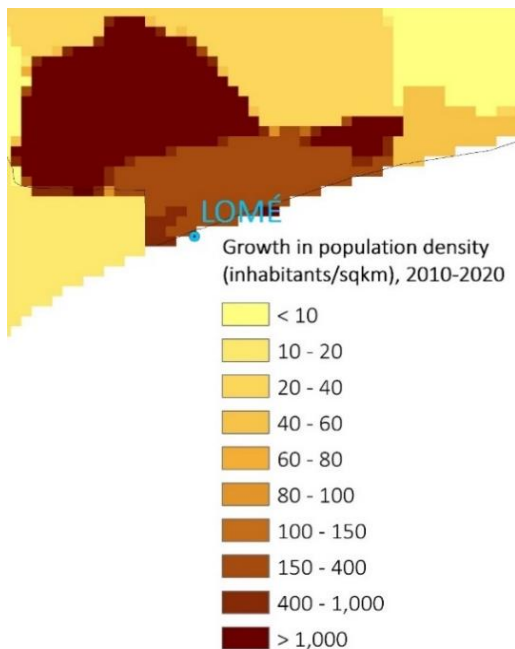 LOMÉ
Growth in population density
(inhabitants/sqkm), 2010-2020
< 10
10 - 20
20 - 40
40 - 60
60 - 80
80 - 100
100 - 150
150 - 400
400 - 1,000
> 1,000